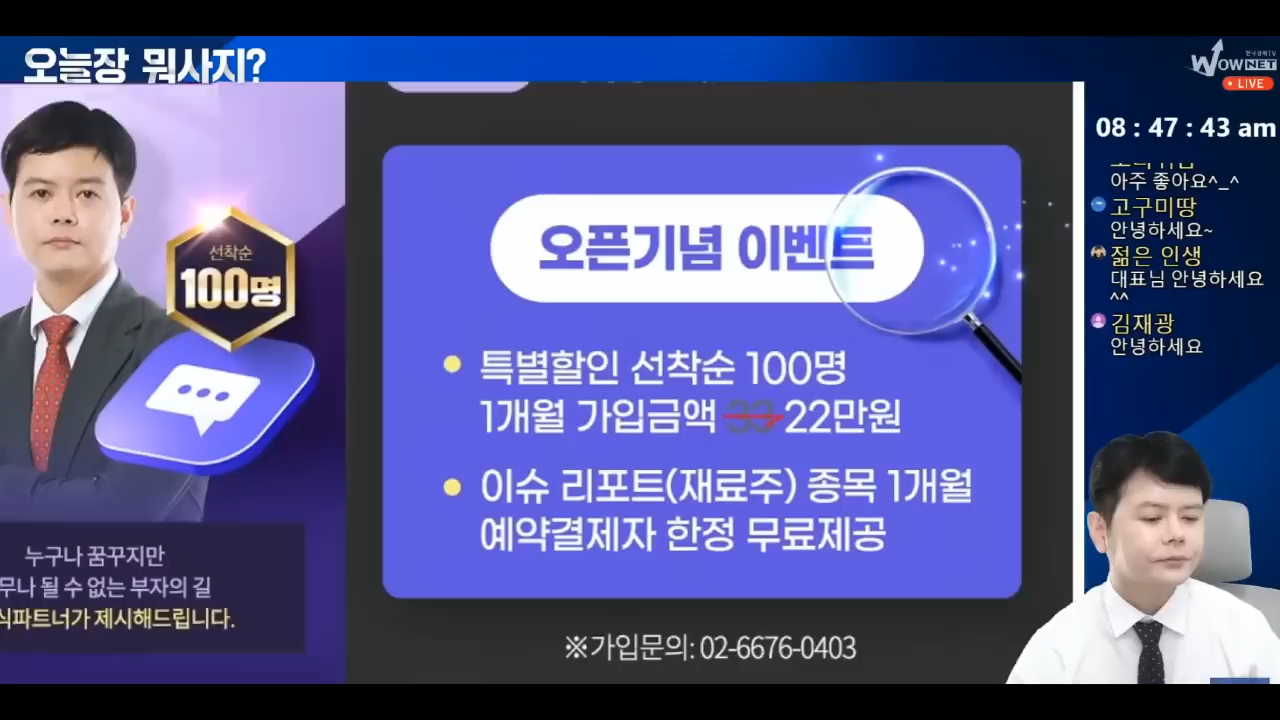 오늘장 뭐사지?
한국경제TV
WOWNET
LIVE
08 : 47 : 43 am
선착순
100명
누구나 꿈꾸지만
무나 될 수 없는 부자의 길
식파트너가 제시해드립니다.
오픈기념 이벤트
특별할인 선착순 100명
1개월 가입금액 33 22만원
이슈 리포트(재료주) 종목 1개월
예약결제자 한정 무료제공
※가입문의: 02-6676-0403
아주 좋아요^_^
고구미땅
안녕하세요~
젊은 인생
대표님 안녕하세요
^^
김재광
안녕하세요